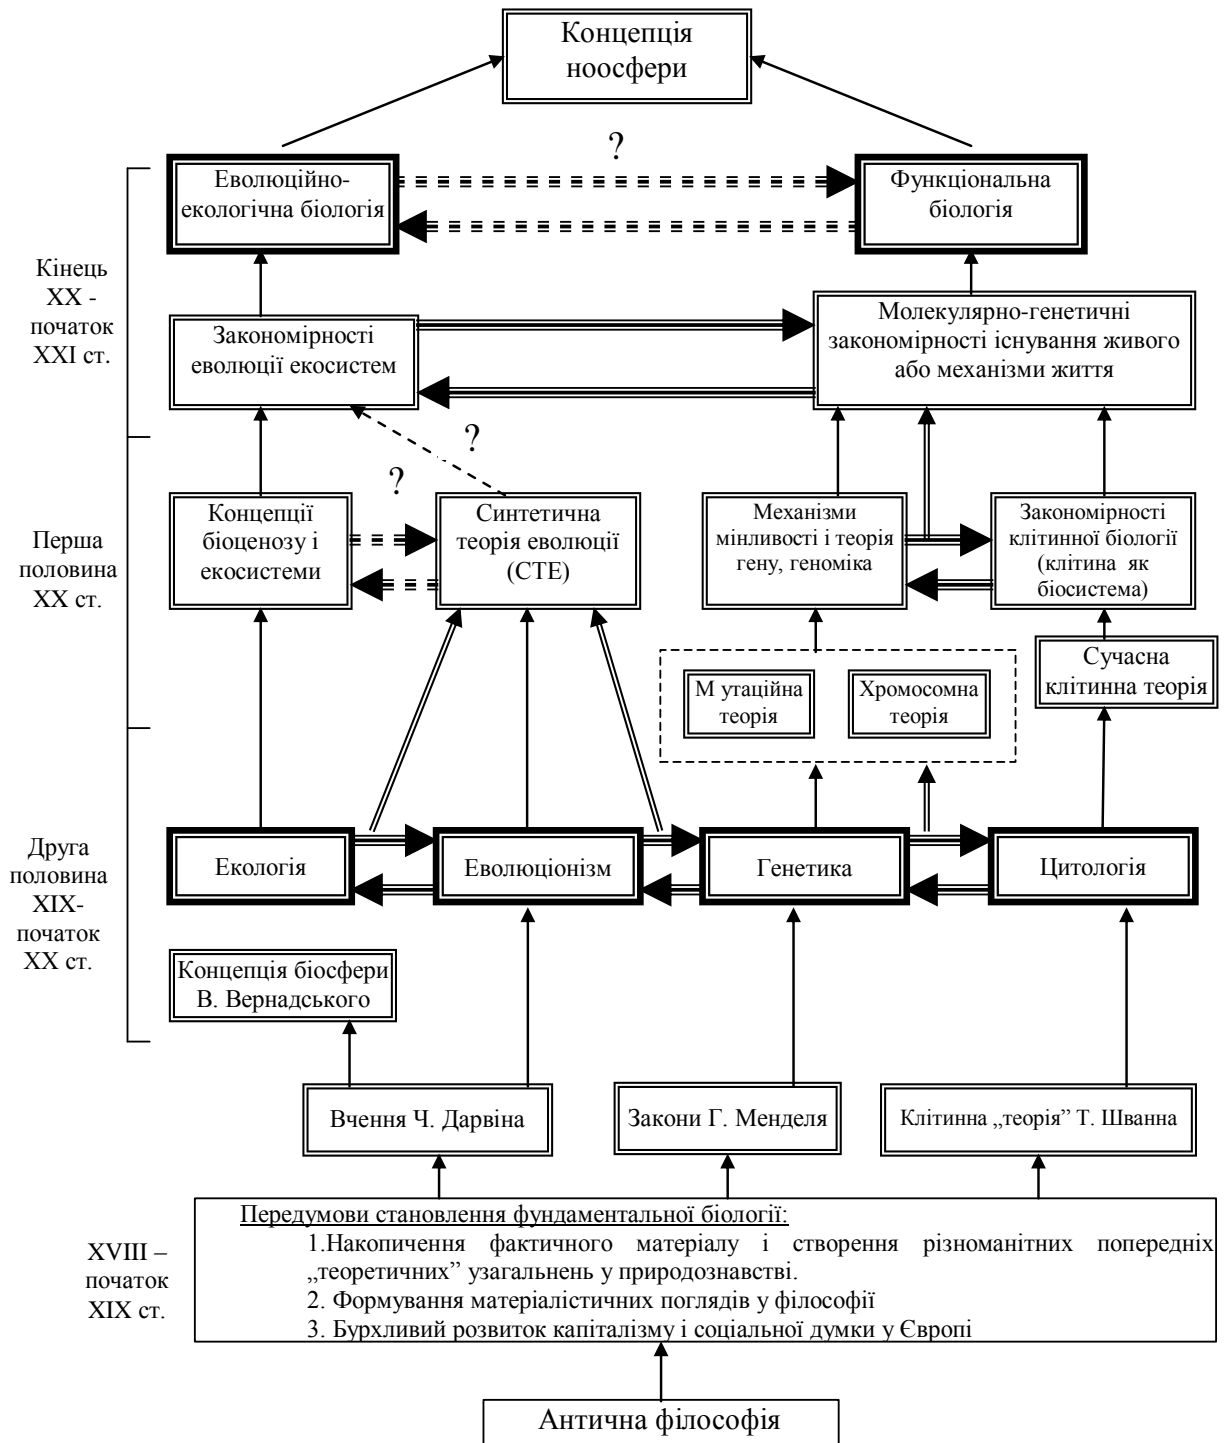 Концепція
ноосфери
?
Еволюційно-
екологічна біологія
Функціональна
біологія
Кінець
XX -
початок
XXI ст.
Закономірності
еволюції екосистем
Молекулярно-генетичні
закономірності існування живого
або механізми життя
?
?
Перша
половина
XX ст.
Концепції
біоценозу і
екосистеми
Синтетична
теорія еволюції
(СТЕ)
Механізми
мінливості і теорія
гену, геноміка
Закономірності
клітинної біології
(клітина як
біосистема)
Сучасна
клітинна теорія
М утаційна
теорія
Хромосомна
теорія
Друга
половина
XIX-
початок
XX ст.
Екологія
Еволюціонізм
Генетика
Цитологія
Концепція біосфери
В. Вернадського
Вчення Ч. Дарвіна
Закони Г. Менделя
Клітинна „теорія” Т. Шванна
XVIII –
початок
XIX ст.
Передумови становлення фундаментальної біології:
1.Накопичення фактичного матеріалу і створення різноманітних попередніх
„теоретичних” узагальнень у природознавстві.
2. Формування матеріалістичних поглядів у філософії
3. Бурхливий розвиток капіталізму і соціальної думки у Європі
Антична філософія